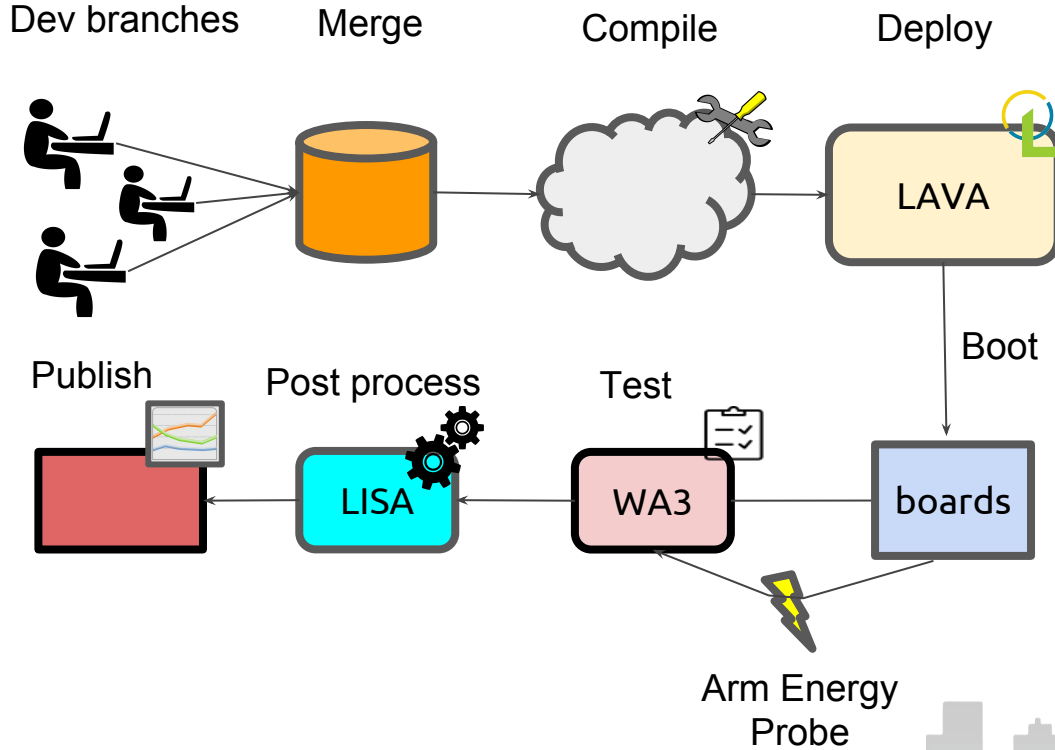 Dev branches
Merge
Compile
Deploy
LAVA
Boot
Publish
Post process
Test
LISA
WA3
boards
Arm Energy
Probe